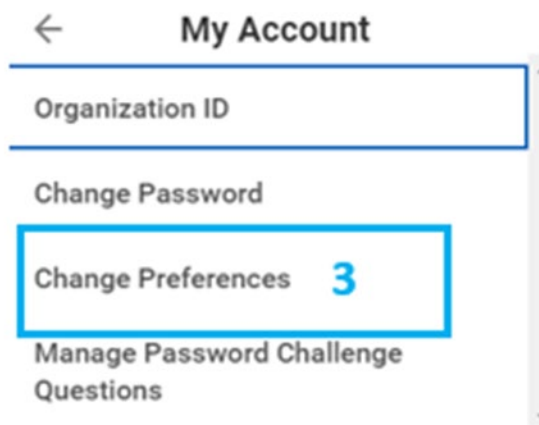 My Account
Organization ID
Change Password
Change Preferences 3
Manage Password Challenge
Questions